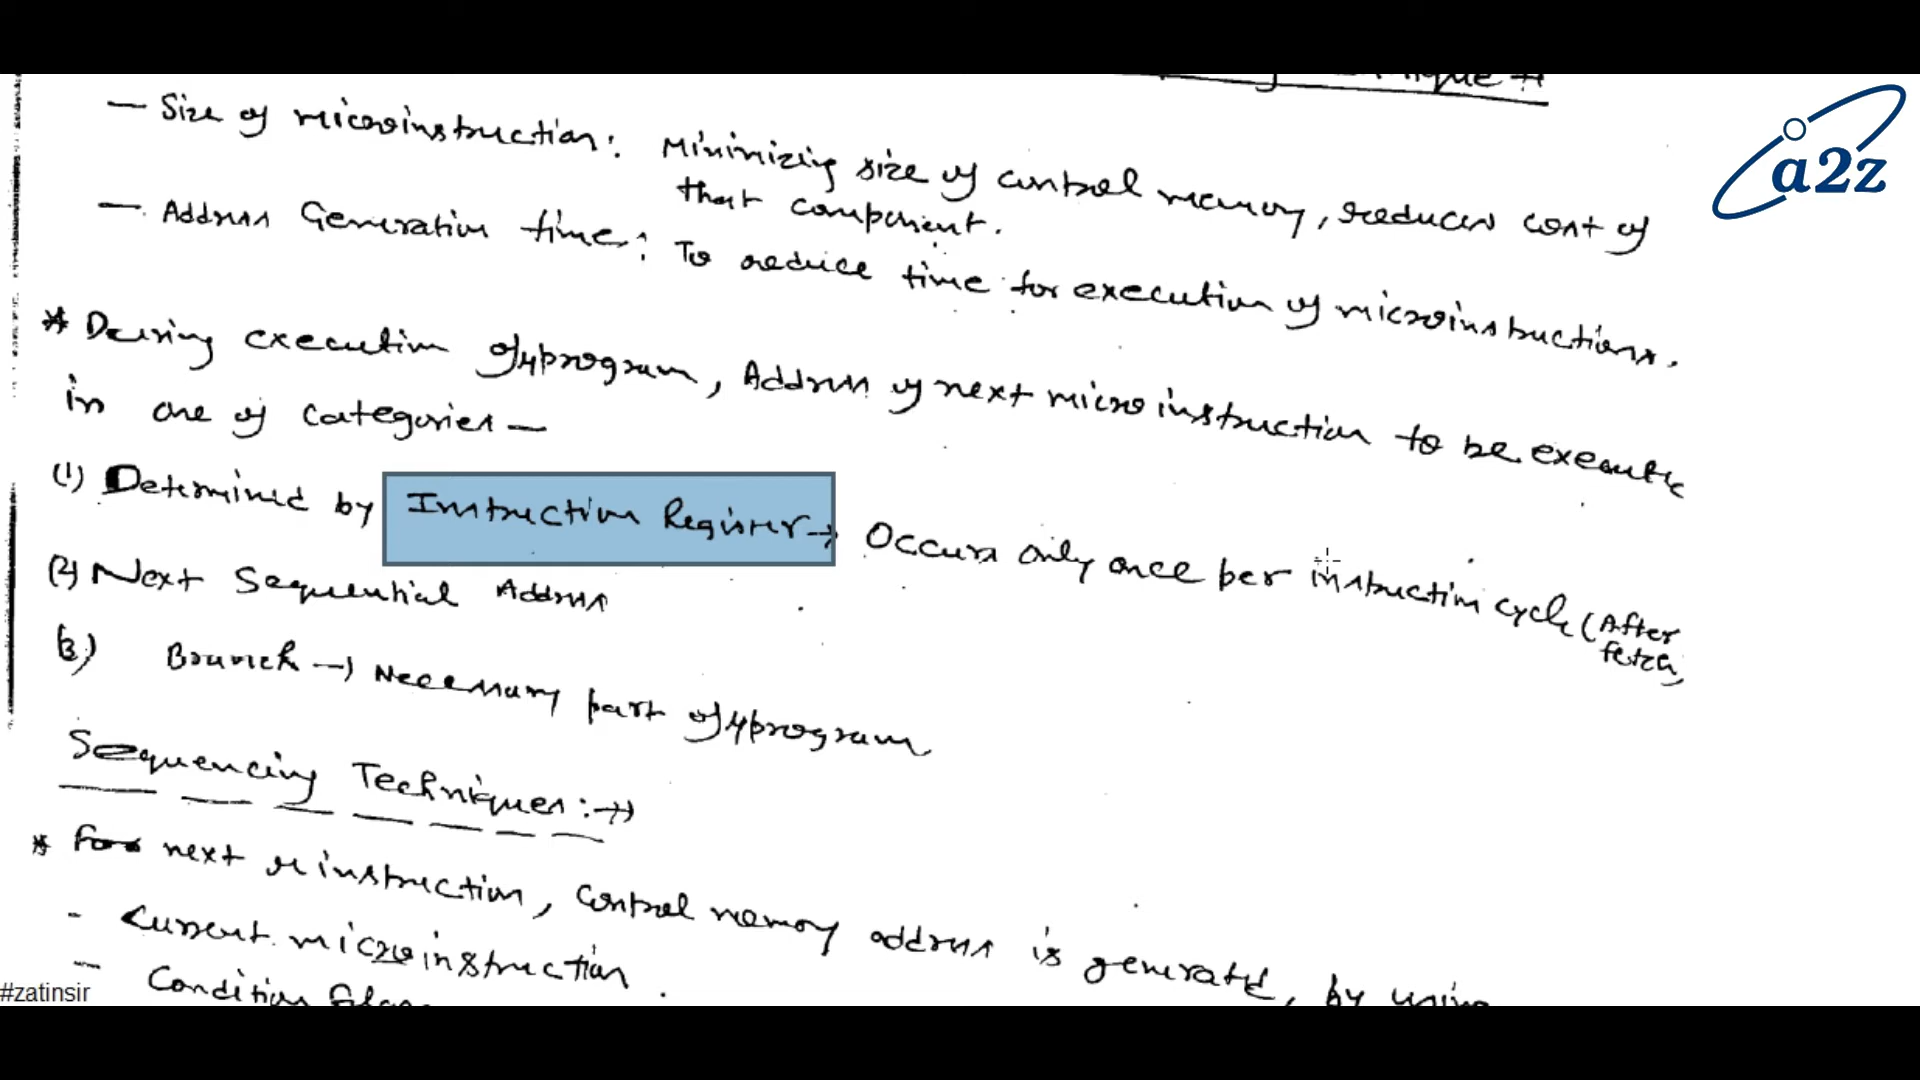 — Size of microinstruction: Minimizing size of control memory, reduces cost of
that component.
— Address Generation time: To reduce time for execution of microinstructions.
* During execution of μprogram, Address of next microinstruction to be execute
in one of categories —
(1) Determined by Instruction Register → Occurs only once per instruction cycle (After
fetch)
(2) Next Sequential Address
(3) Branch → Necessary part of μprogram
Sequencing Techniques:→
* For next μinstruction, Control memory address is generated, by using
- Current microinstruction
- Condition flags
a2z
#zatinsir